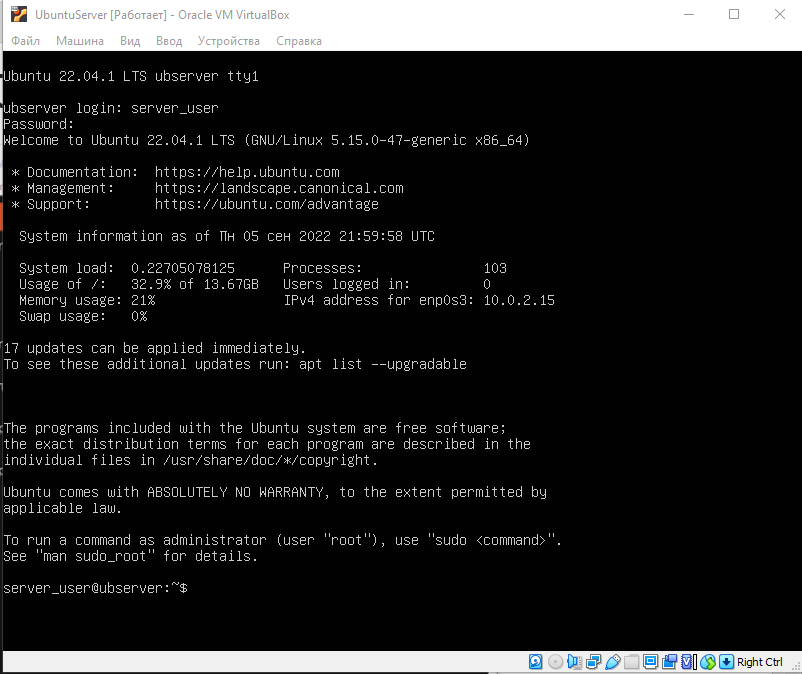 UbuntuServer [Работает] - Oracle VM VirtualBox
Файл Машина Вид Ввод Устройства Справка
Ubuntu 22.04.1 LTS ubserver tty1
ubserver login: server_user
Password:
Welcome to Ubuntu 22.04.1 LTS (GNU/Linux 5.15.0-47-generic x86_64)
* Documentation: https://help.ubuntu.com
* Management: https://landscape.canonical.com
* Support: https://ubuntu.com/advantage
System information as of Пн 05 сен 2022 21:59:58 UTC
System load: 0.22705078125 Processes: 103
Usage of /: 32.9% of 13.67GB Users logged in: 0
Memory usage: 21% IPv4 address for enp0s3: 10.0.2.15
Swap usage: 0%
17 updates can be applied immediately.
To see these additional updates run: apt list --upgradable
The programs included with the Ubuntu system are free software;
the exact distribution terms for each program are described in the
individual files in /usr/share/doc/*/copyright.
Ubuntu comes with ABSOLUTELY NO WARRANTY, to the extent permitted by
applicable law.
To run a command as administrator (user "root"), use "sudo <command>".
See "man sudo_root" for details.
server_user@ubserver:~$
Right Ctrl